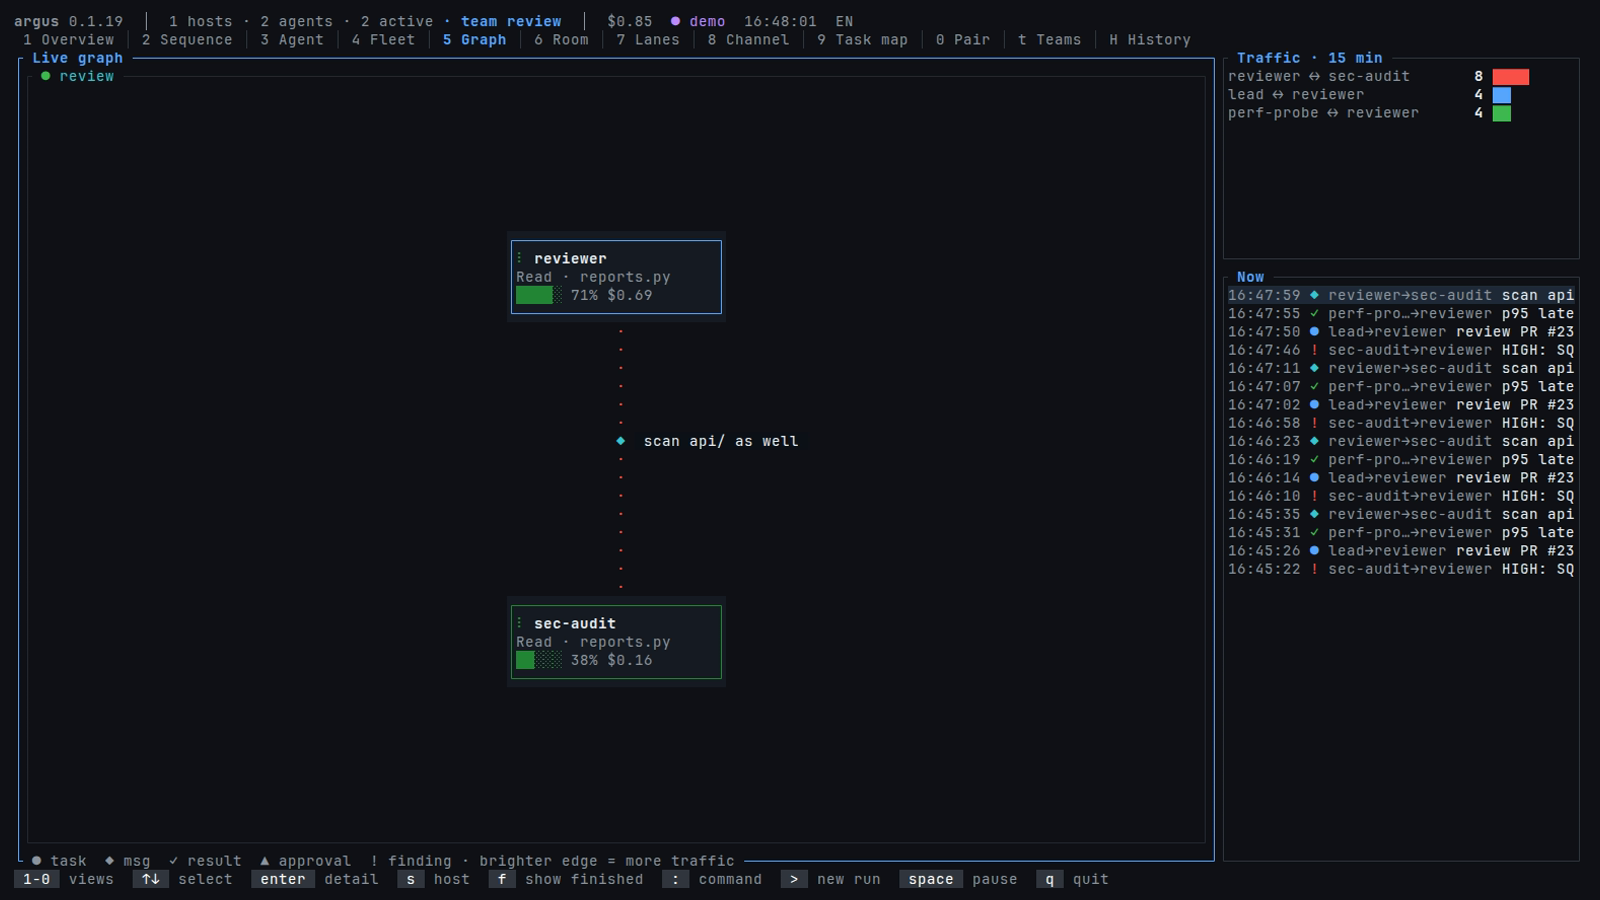 argus 0.1.19 │ 1 hosts · 2 agents · 2 active · team review │ $0.85 ● demo 16:48:01 EN
1 Overview │ 2 Sequence │ 3 Agent │ 4 Fleet │ 5 Graph │ 6 Room │ 7 Lanes │ 8 Channel │ 9 Task map │ 0 Pair │ t Teams │ H History
Live graph
● review
⋮ reviewer
Read · reports.py
71% $0.69
◆ scan api/ as well
⋮ sec-audit
Read · reports.py
38% $0.16
● task ◆ msg ✓ result ▲ approval ! finding · brighter edge = more traffic
Traffic · 15 min
reviewer ↔ sec-audit 8
lead ↔ reviewer 4
perf-probe ↔ reviewer 4
Now
16:47:59 ◆ reviewer→sec-audit scan api
16:47:55 ✓ perf-pro…→reviewer p95 late
16:47:50 ● lead→reviewer review PR #23
16:47:46 ! sec-audit→reviewer HIGH: SQ
16:47:11 ◆ reviewer→sec-audit scan api
16:47:07 ✓ perf-pro…→reviewer p95 late
16:47:02 ● lead→reviewer review PR #23
16:46:58 ! sec-audit→reviewer HIGH: SQ
16:46:23 ◆ reviewer→sec-audit scan api
16:46:19 ✓ perf-pro…→reviewer p95 late
16:46:14 ● lead→reviewer review PR #23
16:46:10 ! sec-audit→reviewer HIGH: SQ
16:45:35 ◆ reviewer→sec-audit scan api
16:45:31 ✓ perf-pro…→reviewer p95 late
16:45:26 ● lead→reviewer review PR #23
16:45:22 ! sec-audit→reviewer HIGH: SQ
1-0 views ↑↓ select enter detail s host f show finished : command > new run space pause q quit